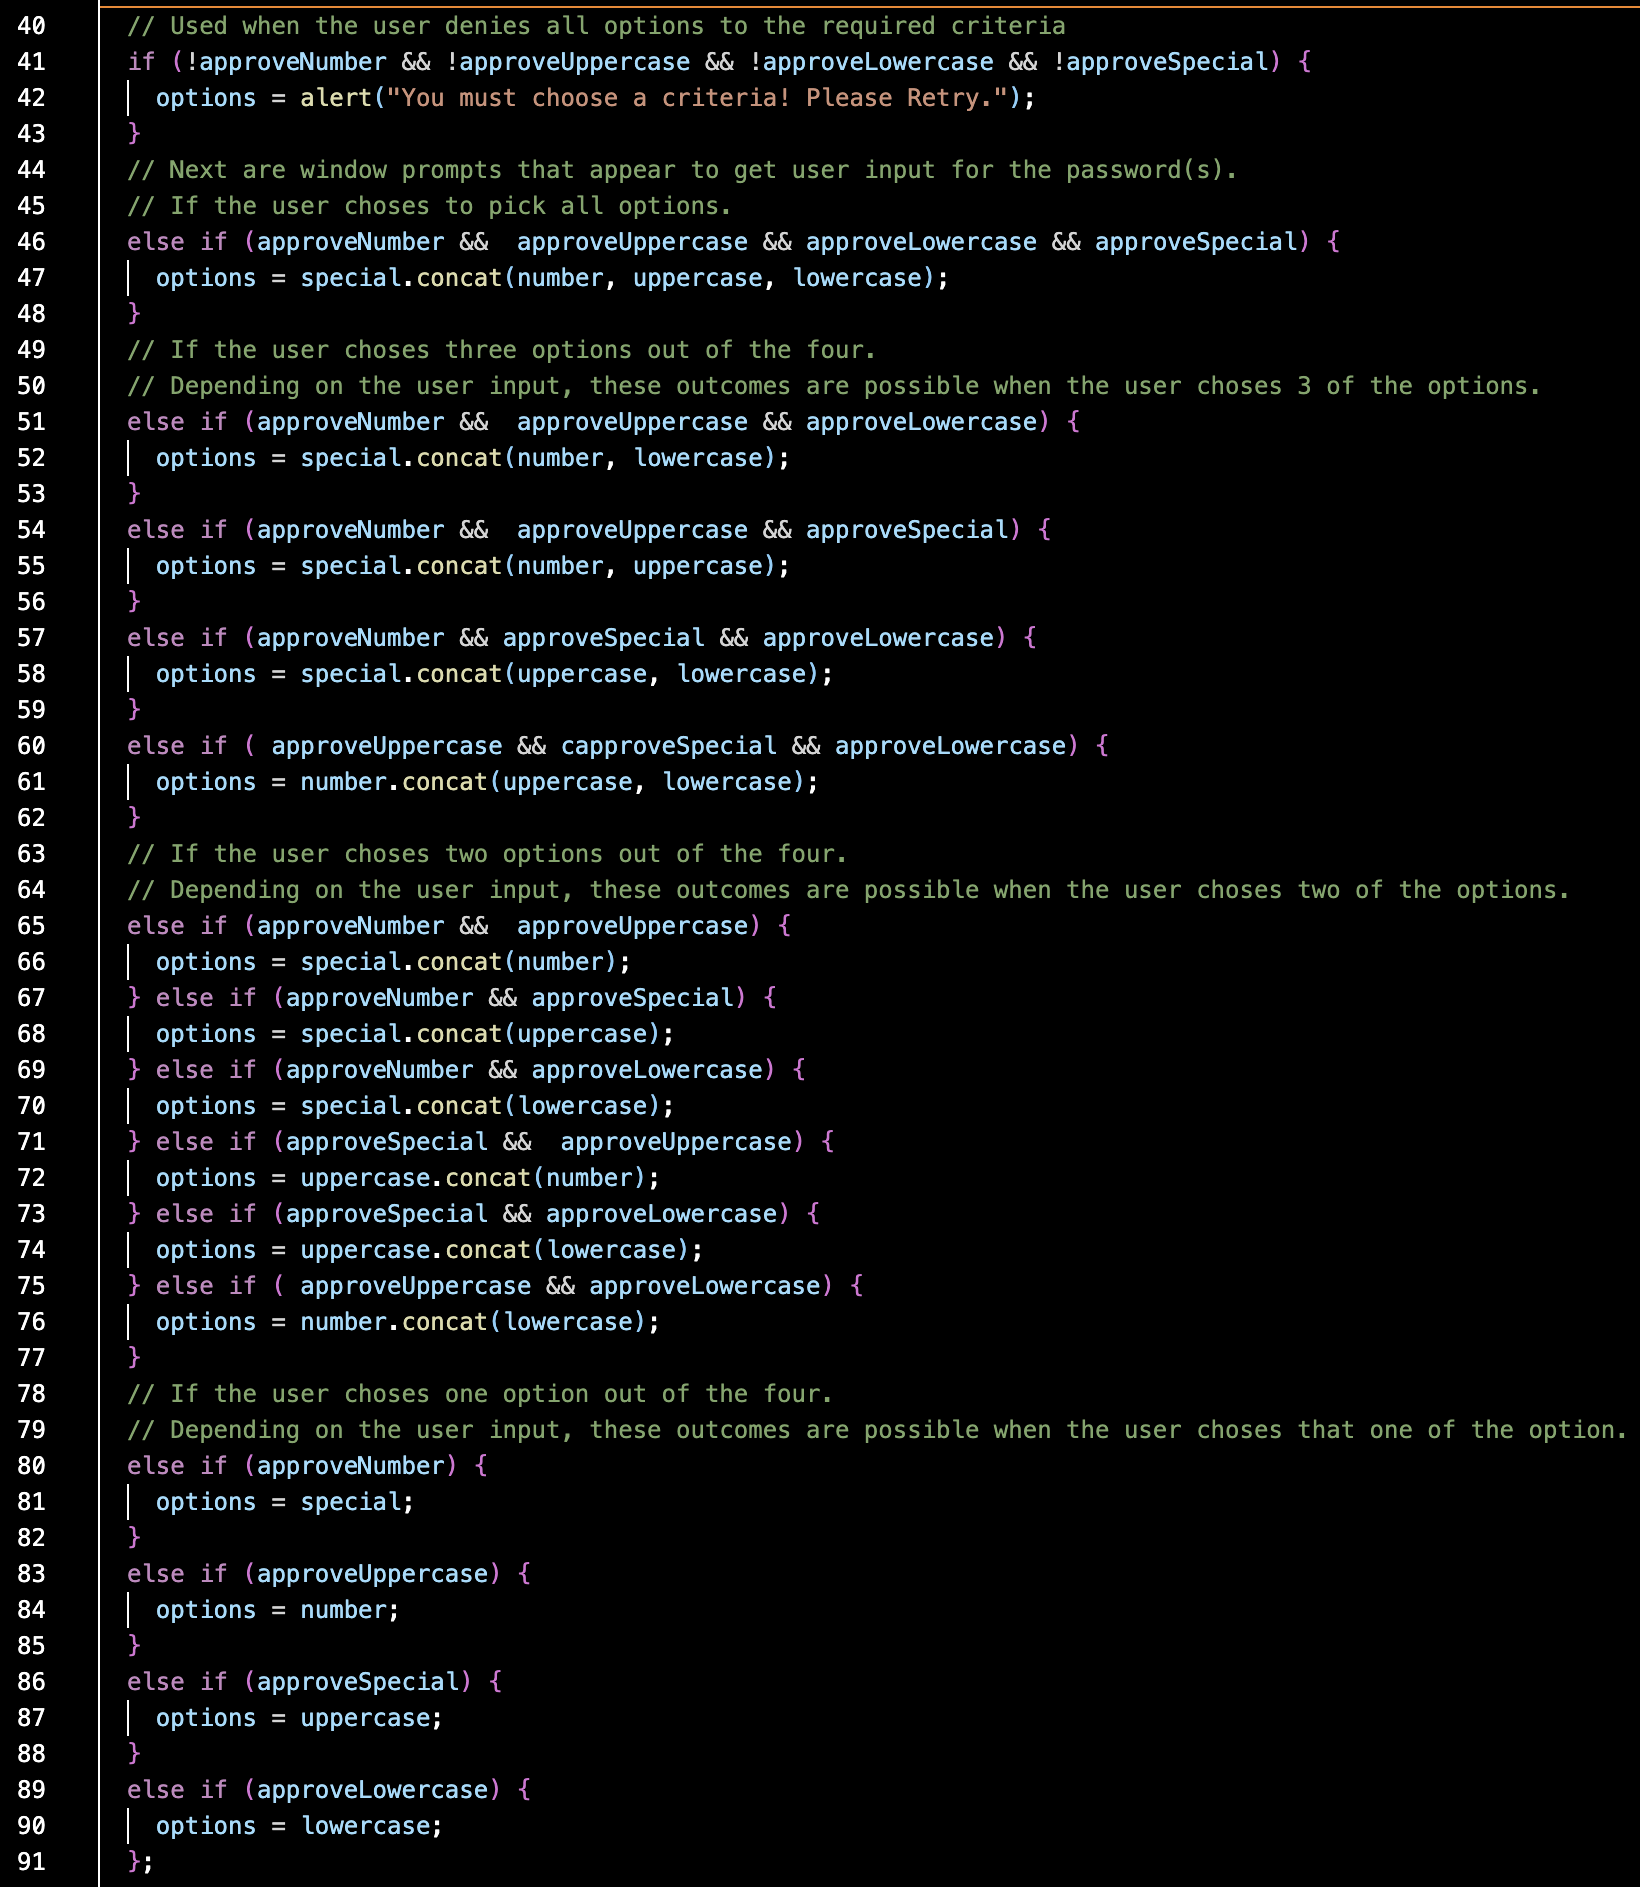 40 // Used when the user denies all options to the required criteria
41 if (!approveNumber && !approveUppercase && !approveLowercase && !approveSpecial) {
42 options = alert("You must choose a criteria! Please Retry.");
43 }
44 // Next are window prompts that appear to get user input for the password(s).
45 // If the user choses to pick all options.
46 else if (approveNumber &&  approveUppercase && approveLowercase && approveSpecial) {
47 options = special.concat(number, uppercase, lowercase);
48 }
49 // If the user choses three options out of the four.
50 // Depending on the user input, these outcomes are possible when the user choses 3 of the options.
51 else if (approveNumber &&  approveUppercase && approveLowercase) {
52 options = special.concat(number, lowercase);
53 }
54 else if (approveNumber &&  approveUppercase && approveSpecial) {
55 options = special.concat(number, uppercase);
56 }
57 else if (approveNumber && approveSpecial && approveLowercase) {
58 options = special.concat(uppercase, lowercase);
59 }
60 else if ( approveUppercase && capproveSpecial && approveLowercase) {
61 options = number.concat(uppercase, lowercase);
62 }
63 // If the user choses two options out of the four.
64 // Depending on the user input, these outcomes are possible when the user choses two of the options.
65 else if (approveNumber &&  approveUppercase) {
66 options = special.concat(number);
67 } else if (approveNumber && approveSpecial) {
68 options = special.concat(uppercase);
69 } else if (approveNumber && approveLowercase) {
70 options = special.concat(lowercase);
71 } else if (approveSpecial &&  approveUppercase) {
72 options = uppercase.concat(number);
73 } else if (approveSpecial && approveLowercase) {
74 options = uppercase.concat(lowercase);
75 } else if ( approveUppercase && approveLowercase) {
76 options = number.concat(lowercase);
77 }
78 // If the user choses one option out of the four.
79 // Depending on the user input, these outcomes are possible when the user choses that one of the option.
80 else if (approveNumber) {
81 options = special;
82 }
83 else if (approveUppercase) {
84 options = number;
85 }
86 else if (approveSpecial) {
87 options = uppercase;
88 }
89 else if (approveLowercase) {
90 options = lowercase;
91 };